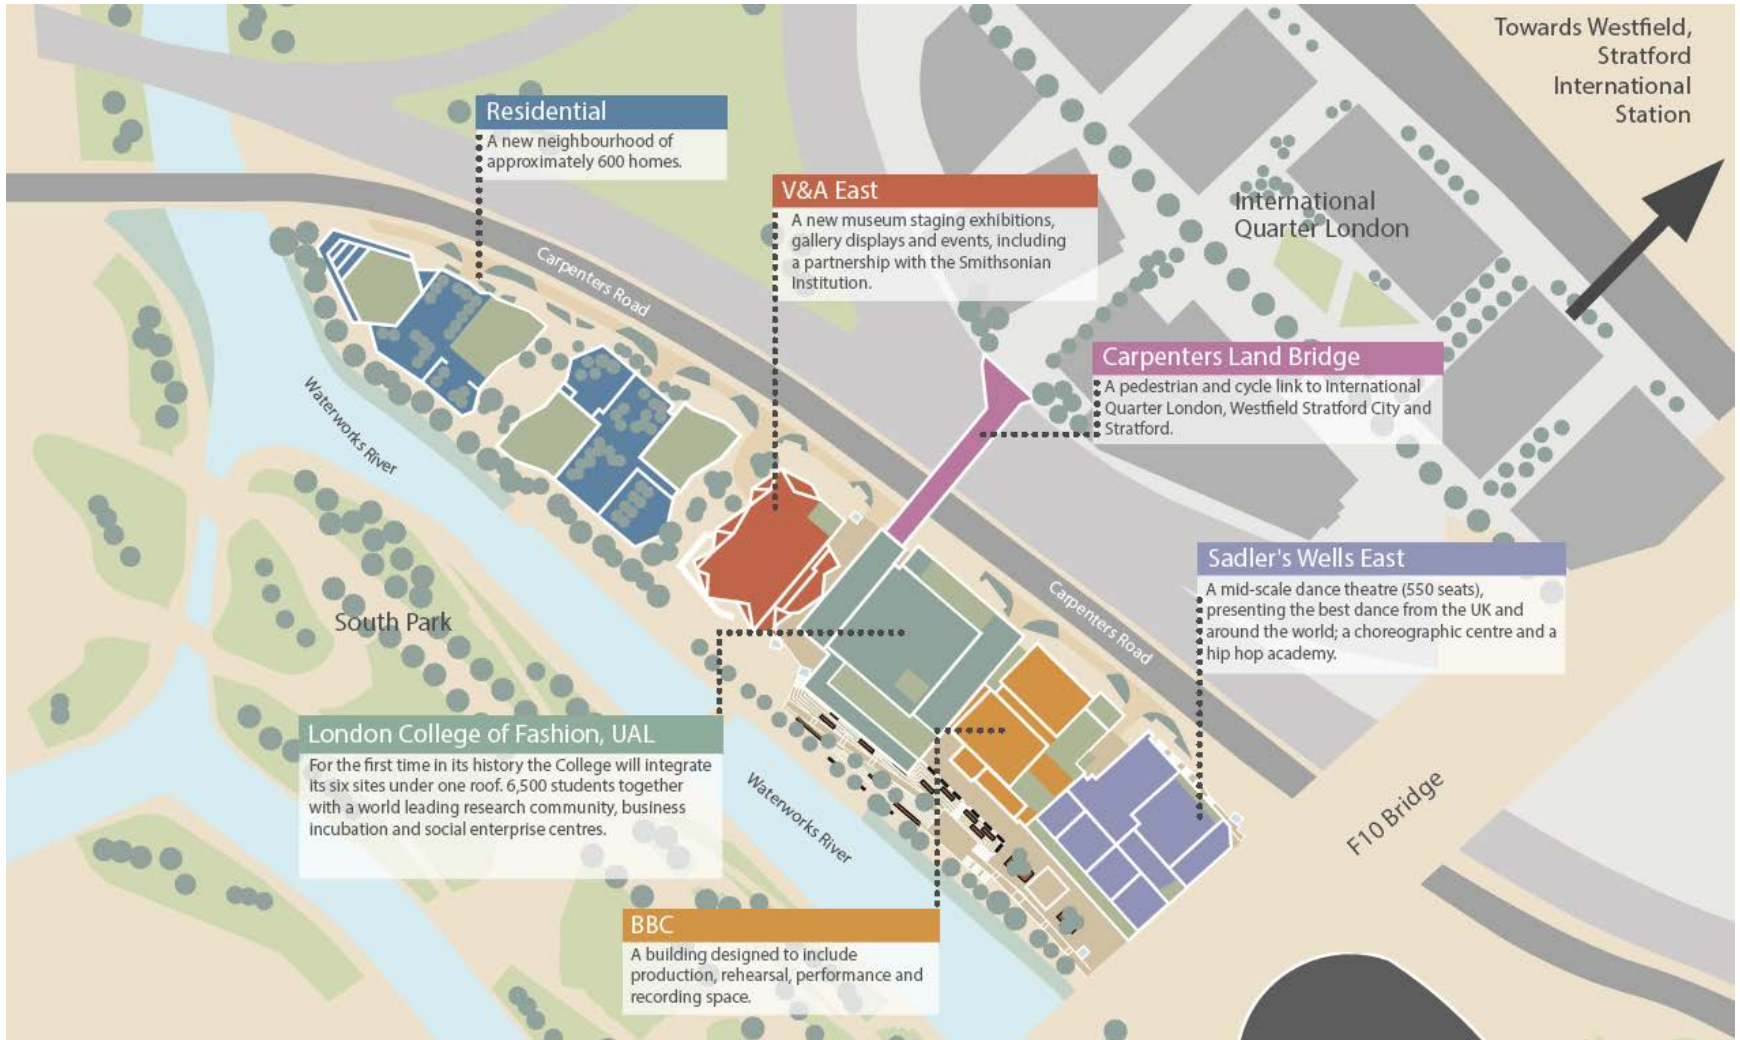 Towards Westfield,
Stratford
International
Station
Residential
A new neighbourhood of
approximately 600 homes.
V&A East
A new museum staging exhibitions,
gallery displays and events, including
a partnership with the Smithsonian
Institution.
International
Quarter London
Carpenters Road
Carpenters Land Bridge
A pedestrian and cycle link to International
Quarter London, Westfield Stratford City and
Stratford.
Waterworks River
Sadler's Wells East
A mid-scale dance theatre (550 seats),
presenting the best dance from the UK and
around the world; a choreographic centre and a
hip hop academy.
Carpenters Road
South Park
London College of Fashion, UAL
For the first time in its history the College will integrate
its six sites under one roof. 6,500 students together
with a world leading research community, business
incubation and social enterprise centres.
Waterworks River
F10 Bridge
BBC
A building designed to include
production, rehearsal, performance and
recording space.